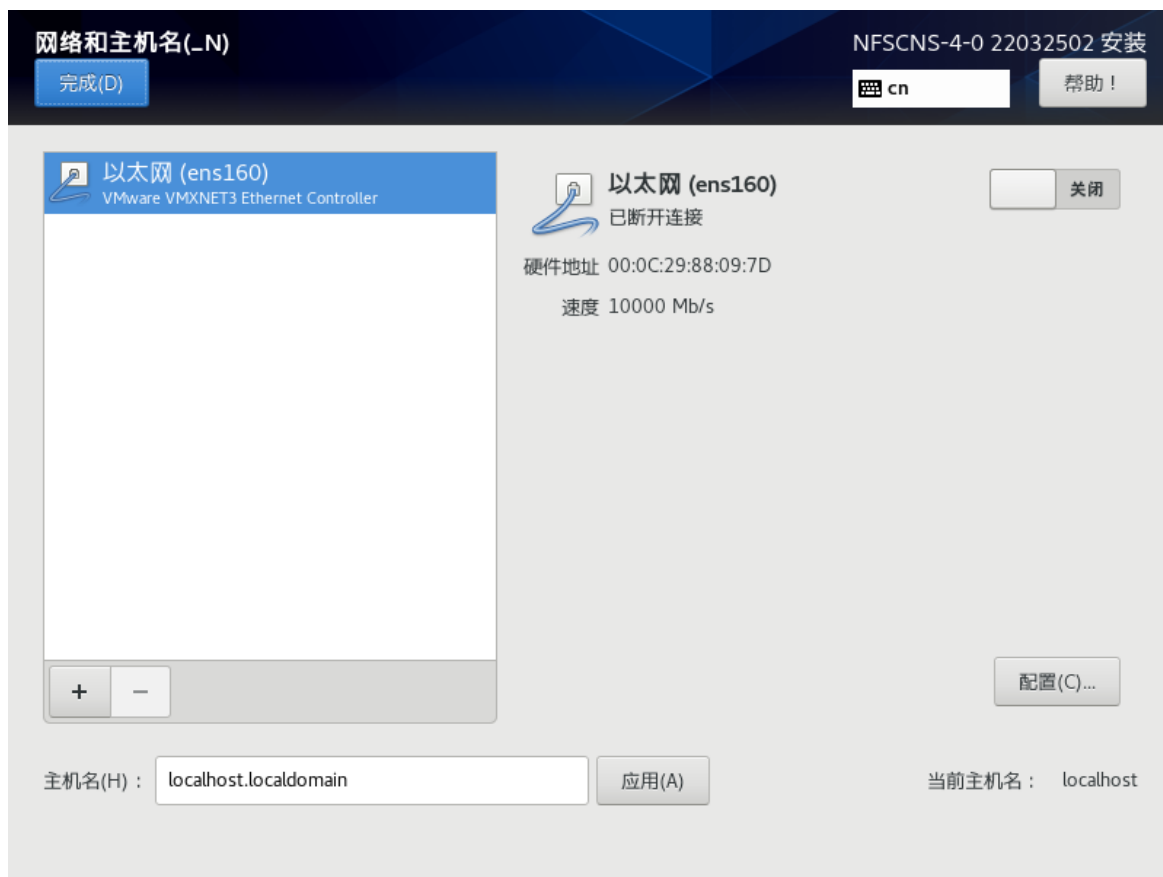 网络和主机名(_N)
NFSCNS-4-0 22032502 安装
完成(D)
cn
帮助！
以太网 (ens160)
VMware VMXNET3 Ethernet Controller
以太网 (ens160)
已断开连接
关闭
硬件地址 00:0C:29:88:09:7D
速度 10000 Mb/s
+
−
配置(C)...
主机名(H)： localhost.localdomain
应用(A)
当前主机名： localhost